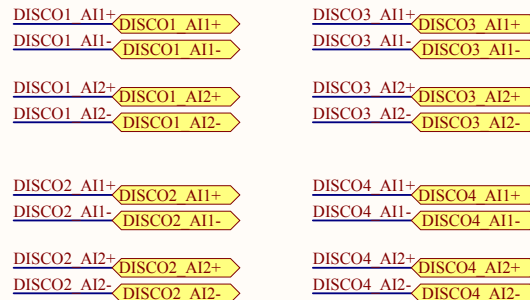 DISCO1_AI1+ DISCO1_AI1+
DISCO1_AI1- DISCO1_AI1-
DISCO1_AI2+ DISCO1_AI2+
DISCO1_AI2- DISCO1_AI2-
DISCO2_AI1+ DISCO2_AI1+
DISCO2_AI1- DISCO2_AI1-
DISCO2_AI2+ DISCO2_AI2+
DISCO2_AI2- DISCO2_AI2-
DISCO3_AI1+ DISCO3_AI1+
DISCO3_AI1- DISCO3_AI1-
DISCO3_AI2+ DISCO3_AI2+
DISCO3_AI2- DISCO3_AI2-
DISCO4_AI1+ DISCO4_AI1+
DISCO4_AI1- DISCO4_AI1-
DISCO4_AI2+ DISCO4_AI2+
DISCO4_AI2- DISCO4_AI2-